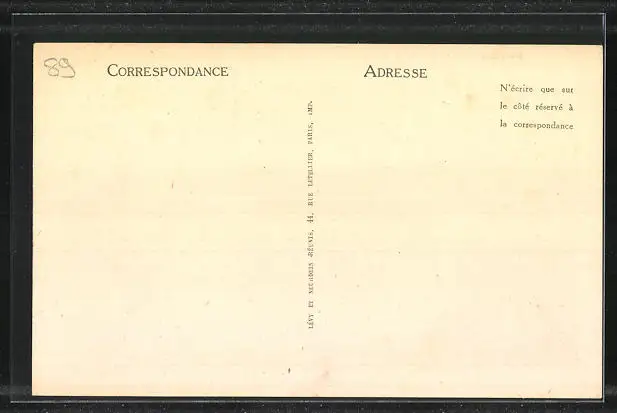 89
CORRESPONDANCE
ADRESSE
N'écrire que sur
le côté réservé à
la correspondance
LÉVY ET NEURDEIN RÉUNIS, 44, RUE LETELLIER, PARIS, IMP.